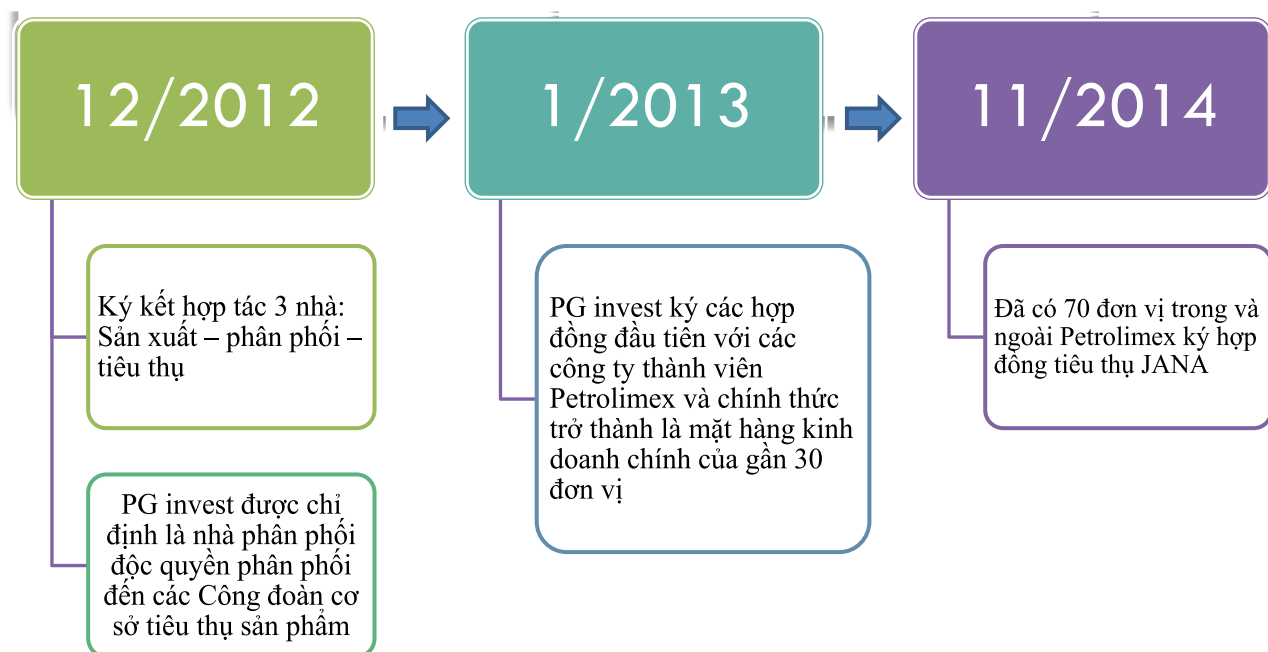 12/2012
Ký kết hợp tác 3 nhà:
Sản xuất – phân phối –
tiêu thụ
PG invest được chỉ
định là nhà phân phối
độc quyền phân phối
đến các Công đoàn cơ
sở tiêu thụ sản phẩm
1/2013
PG invest ký các hợp
đồng đầu tiên với các
công ty thành viên
Petrolimex và chính thức
trở thành là mặt hàng kinh
doanh chính của gần 30
đơn vị
11/2014
Đã có 70 đơn vị trong và
ngoài Petrolimex ký hợp
đồng tiêu thụ JANA